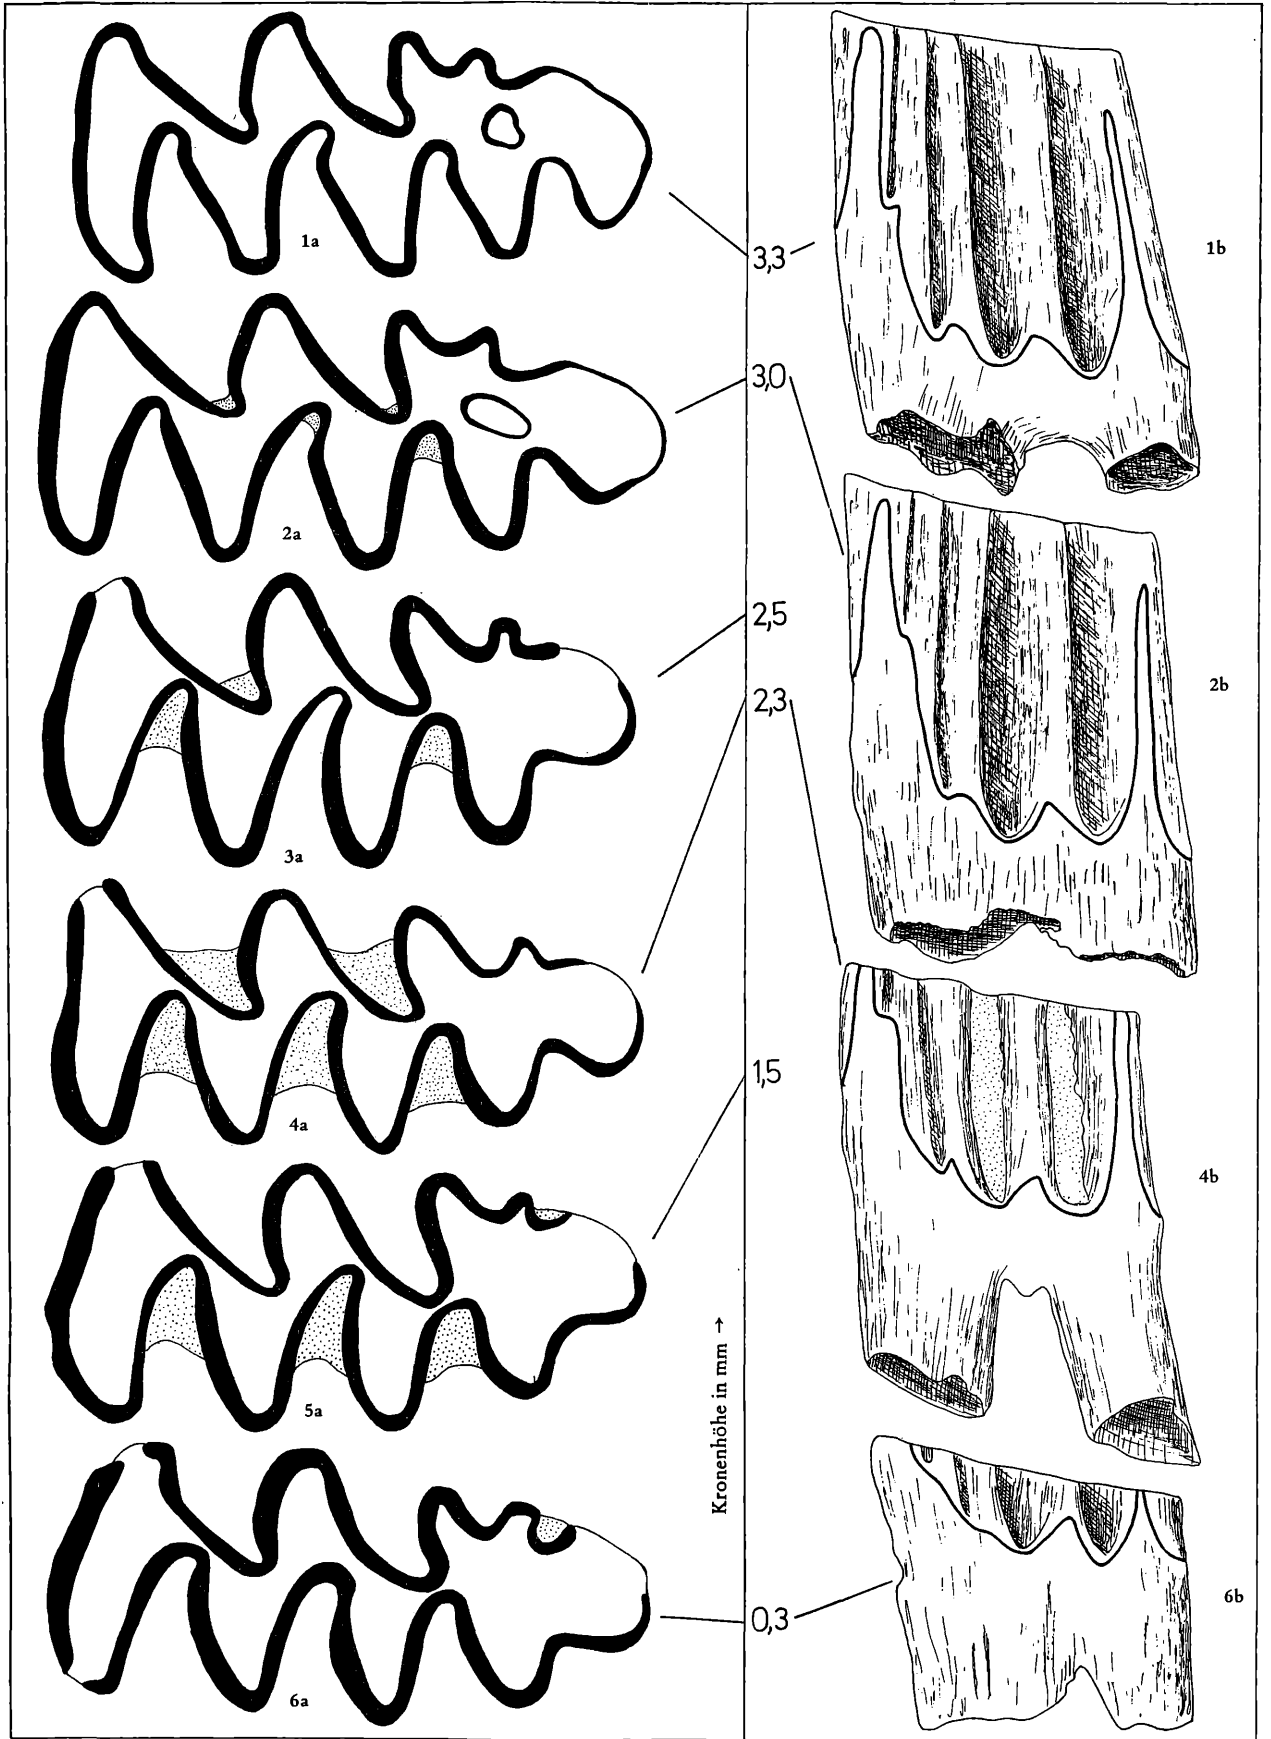 1a
3,3
1b
3,0
2a
2,5
2b
2,3
3a
1,5
4a
4b
Kronenhöhe in mm →
5a
0,3
6b
6a